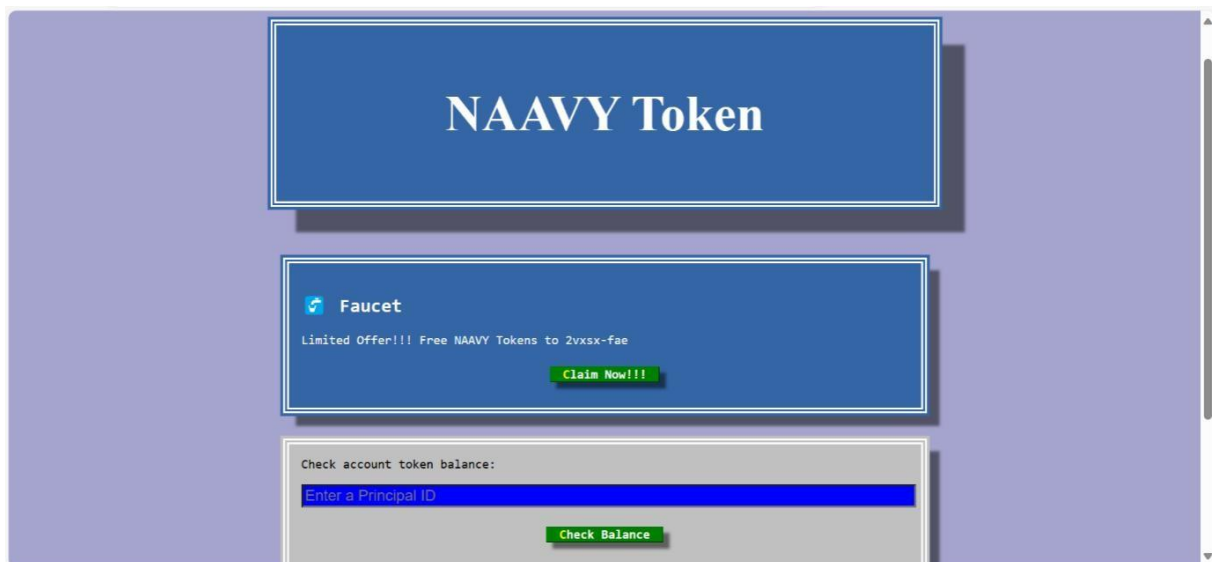 NAAVY Token
Faucet
Limited Offer!!! Free NAAVY Tokens to 2vxsx-fae
Claim Now!!!
Check account token balance:
Enter a Principal ID
Check Balance